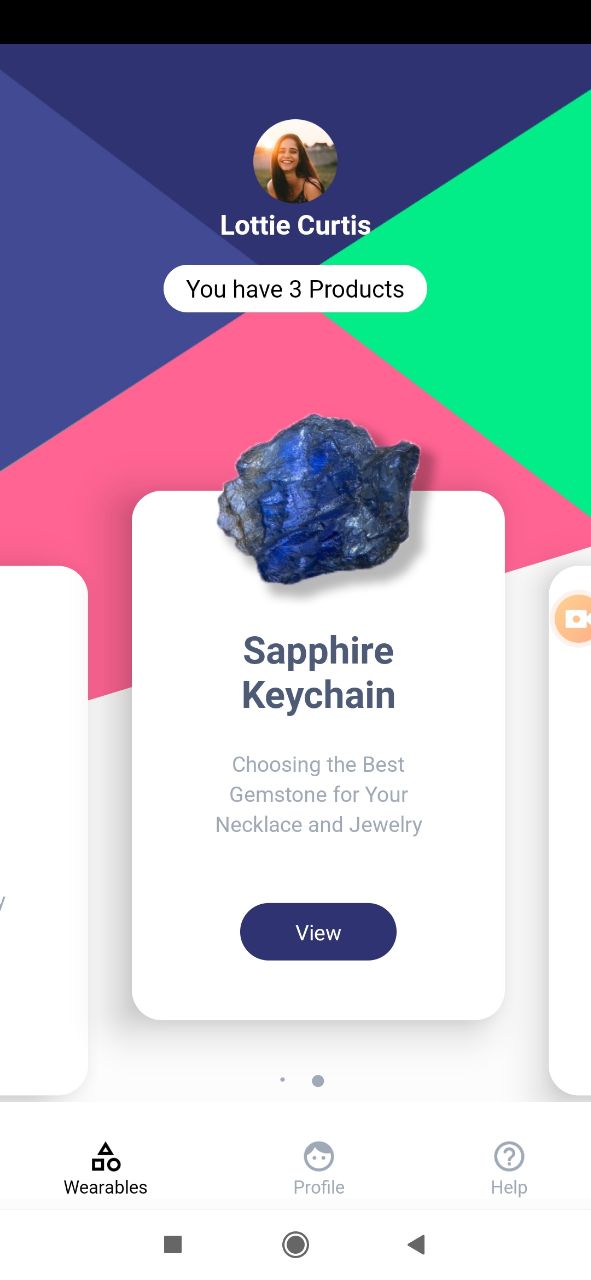 Lottie Curtis
You have 3 Products
Sapphire
Keychain
Choosing the Best
Gemstone for Your
Necklace and Jewelry
View
Wearables
Profile
Help